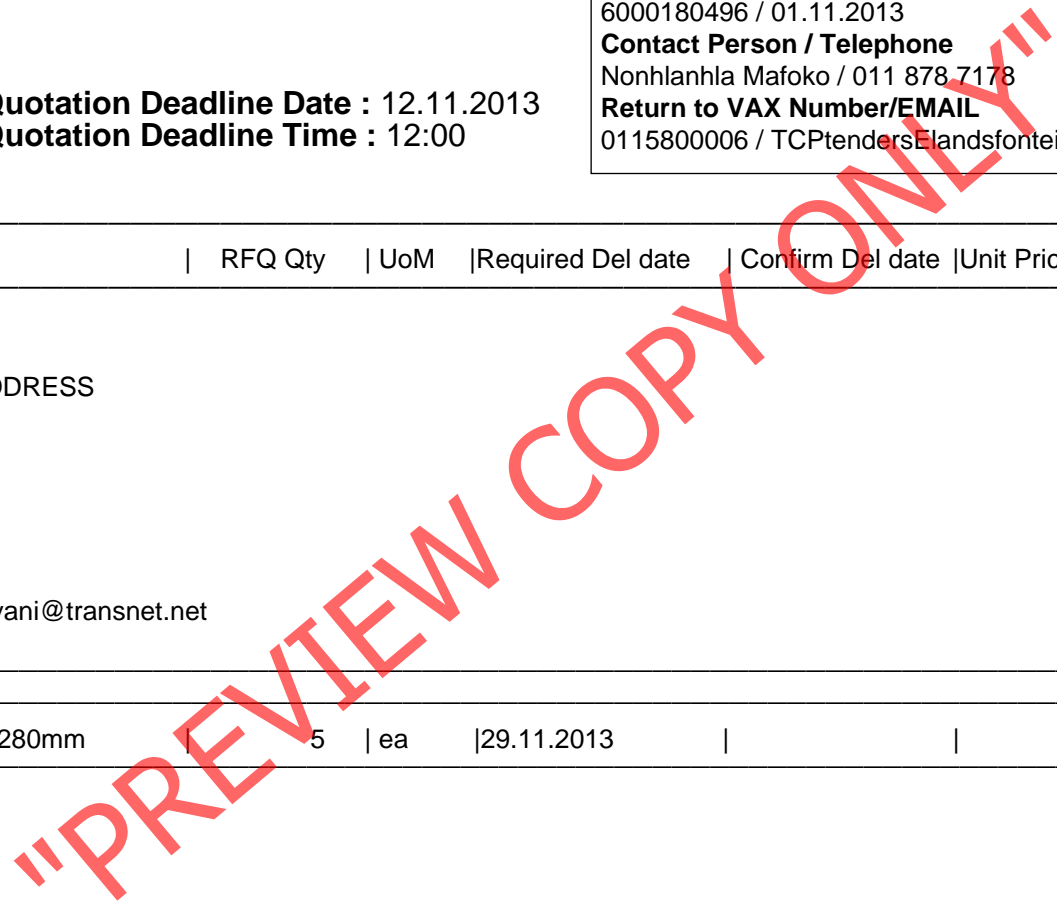 6000180496 / 01.11.2013
Contact Person / Telephone
Nonhlanhla Mafoko / 011 878 7178
Quotation Deadline Date : 12.11.2013
Return to VAX Number/EMAIL
Quotation Deadline Time : 12:00
0115800006 / TCPtendersElandsfontei
| RFQ Qty | UoM |Required Del date | Confirm Del date |Unit Pric
DDRESS
vani@transnet.net
280mm | 5 | ea |29.11.2013 | |
"PREVIEW COPY ONLY"